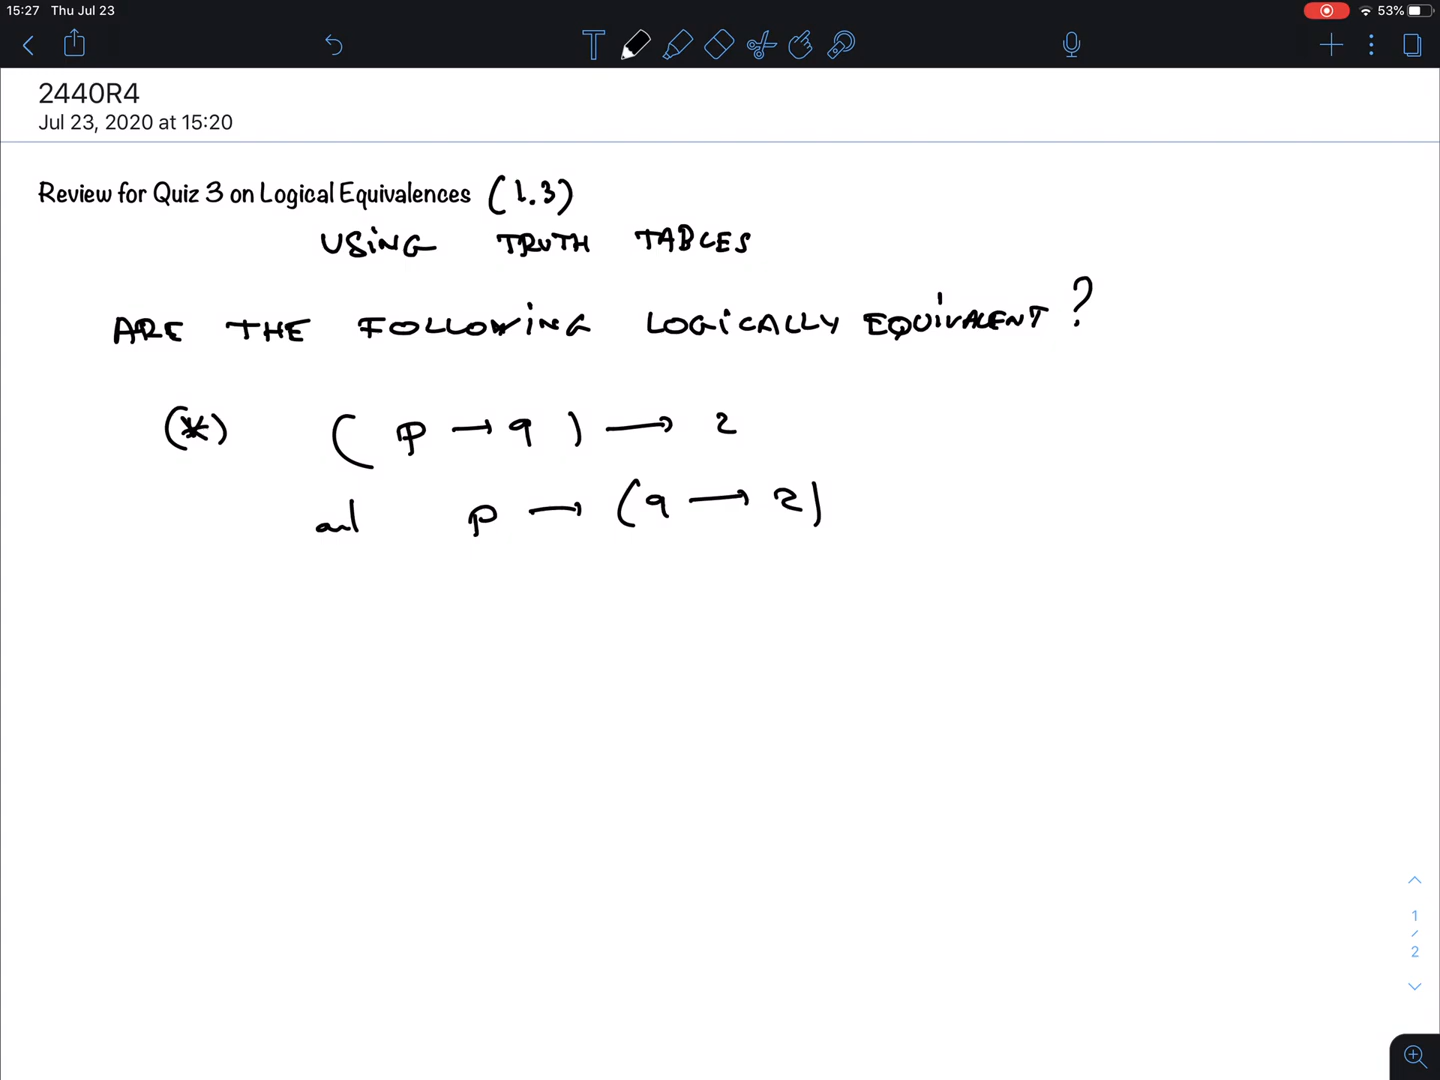 15:27 Thu Jul 23 53%
2440R4
Jul 23, 2020 at 15:20
Review for Quiz 3 on Logical Equivalences (1.3)
USING TRUTH TABLES
ARE THE FOLLOWING LOGICALLY EQUIVALENT?
(*) (p → q) → r
and p → (q → r)
1
/
2